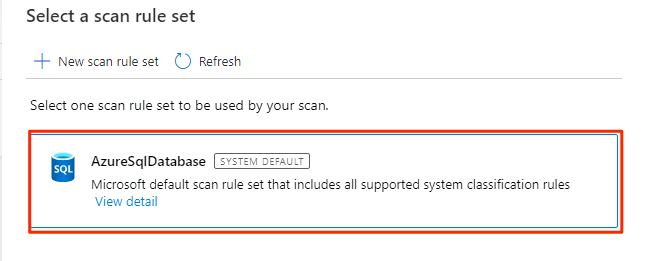 Select a scan rule set
New scan rule set Refresh
Select one scan rule set to be used by your scan.
SQL AzureSqlDatabase SYSTEM DEFAULT
Microsoft default scan rule set that includes all supported system classification rules
View detail